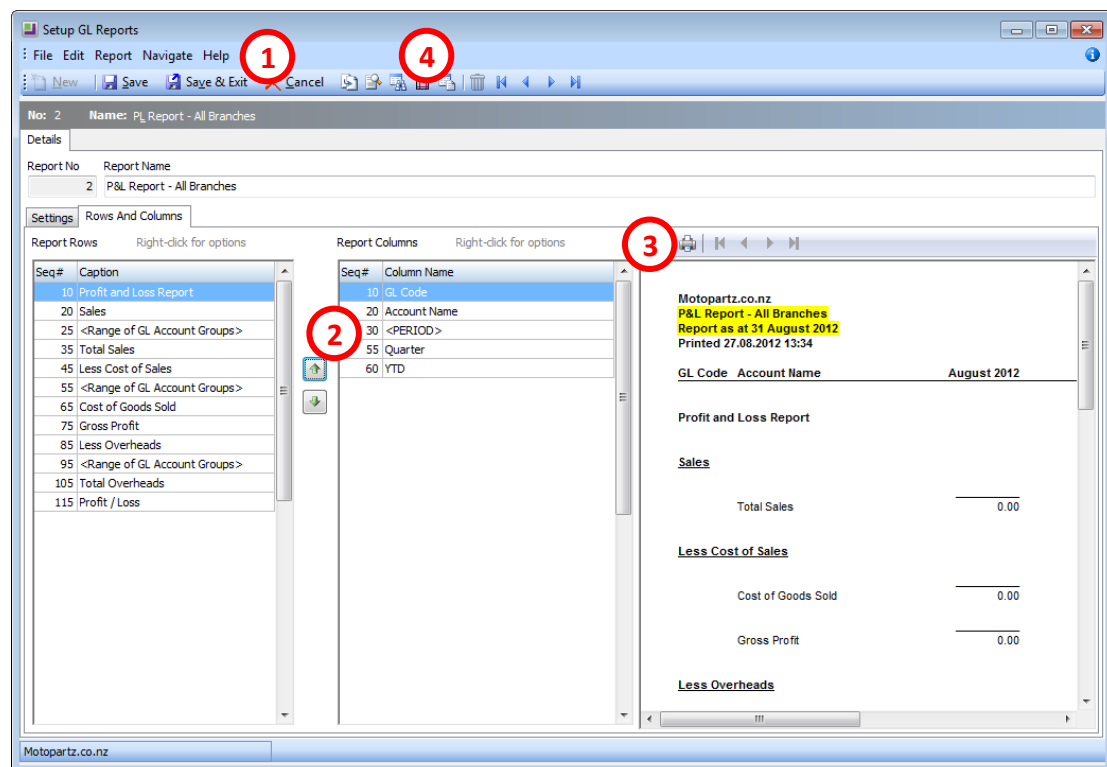 Setup GL Reports
File Edit Report Navigate Help
1
4
New Save Save & Exit Cancel
No: 2 Name: PL Report - All Branches
Details
Report No Report Name
2 P&L Report - All Branches
Settings Rows And Columns
Report Rows Right-click for options Report Columns Right-click for options
3
Seq# Caption
10 Profit and Loss Report
20 Sales
25 <Range of GL Account Groups>
35 Total Sales
45 Less Cost of Sales
55 <Range of GL Account Groups>
65 Cost of Goods Sold
75 Gross Profit
85 Less Overheads
95 <Range of GL Account Groups>
105 Total Overheads
115 Profit / Loss
2
Seq# Column Name
10 GL Code
20 Account Name
30 <PERIOD>
55 Quarter
60 YTD
Motopartz.co.nz
P&L Report - All Branches
Report as at 31 August 2012
Printed 27.08.2012 13:34
GL Code Account Name August 2012
Profit and Loss Report
Sales
Total Sales 0.00
Less Cost of Sales
Cost of Goods Sold 0.00
Gross Profit 0.00
Less Overheads
Motopartz.co.nz